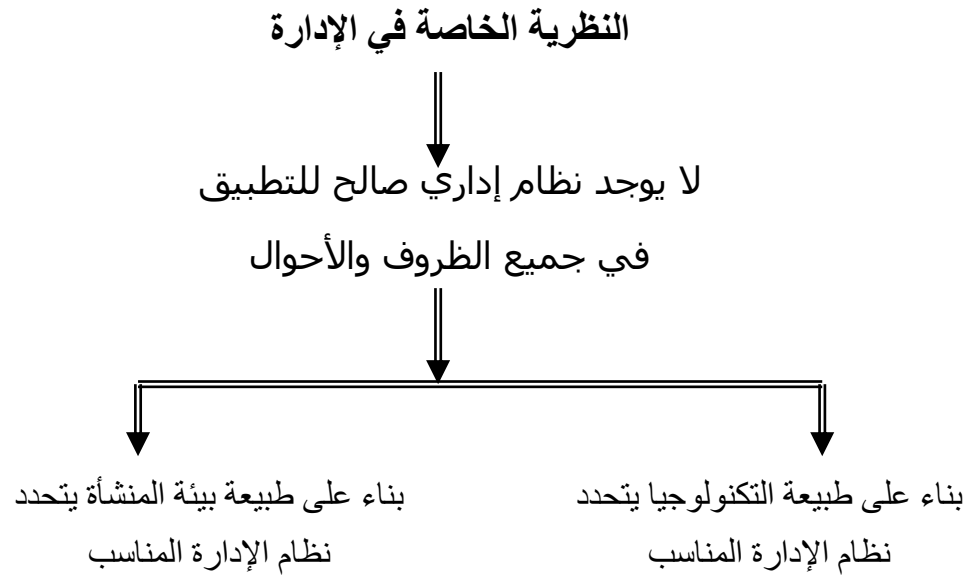 النظرية الخاصة في الإدارة
لا يوجد نظام إداري صالح للتطبيق
في جميع الظروف والأحوال
بناء على طبيعة التكنولوجيا يتحدد
نظام الإدارة المناسب
بناء على طبيعة بيئة المنشأة يتحدد
نظام الإدارة المناسب